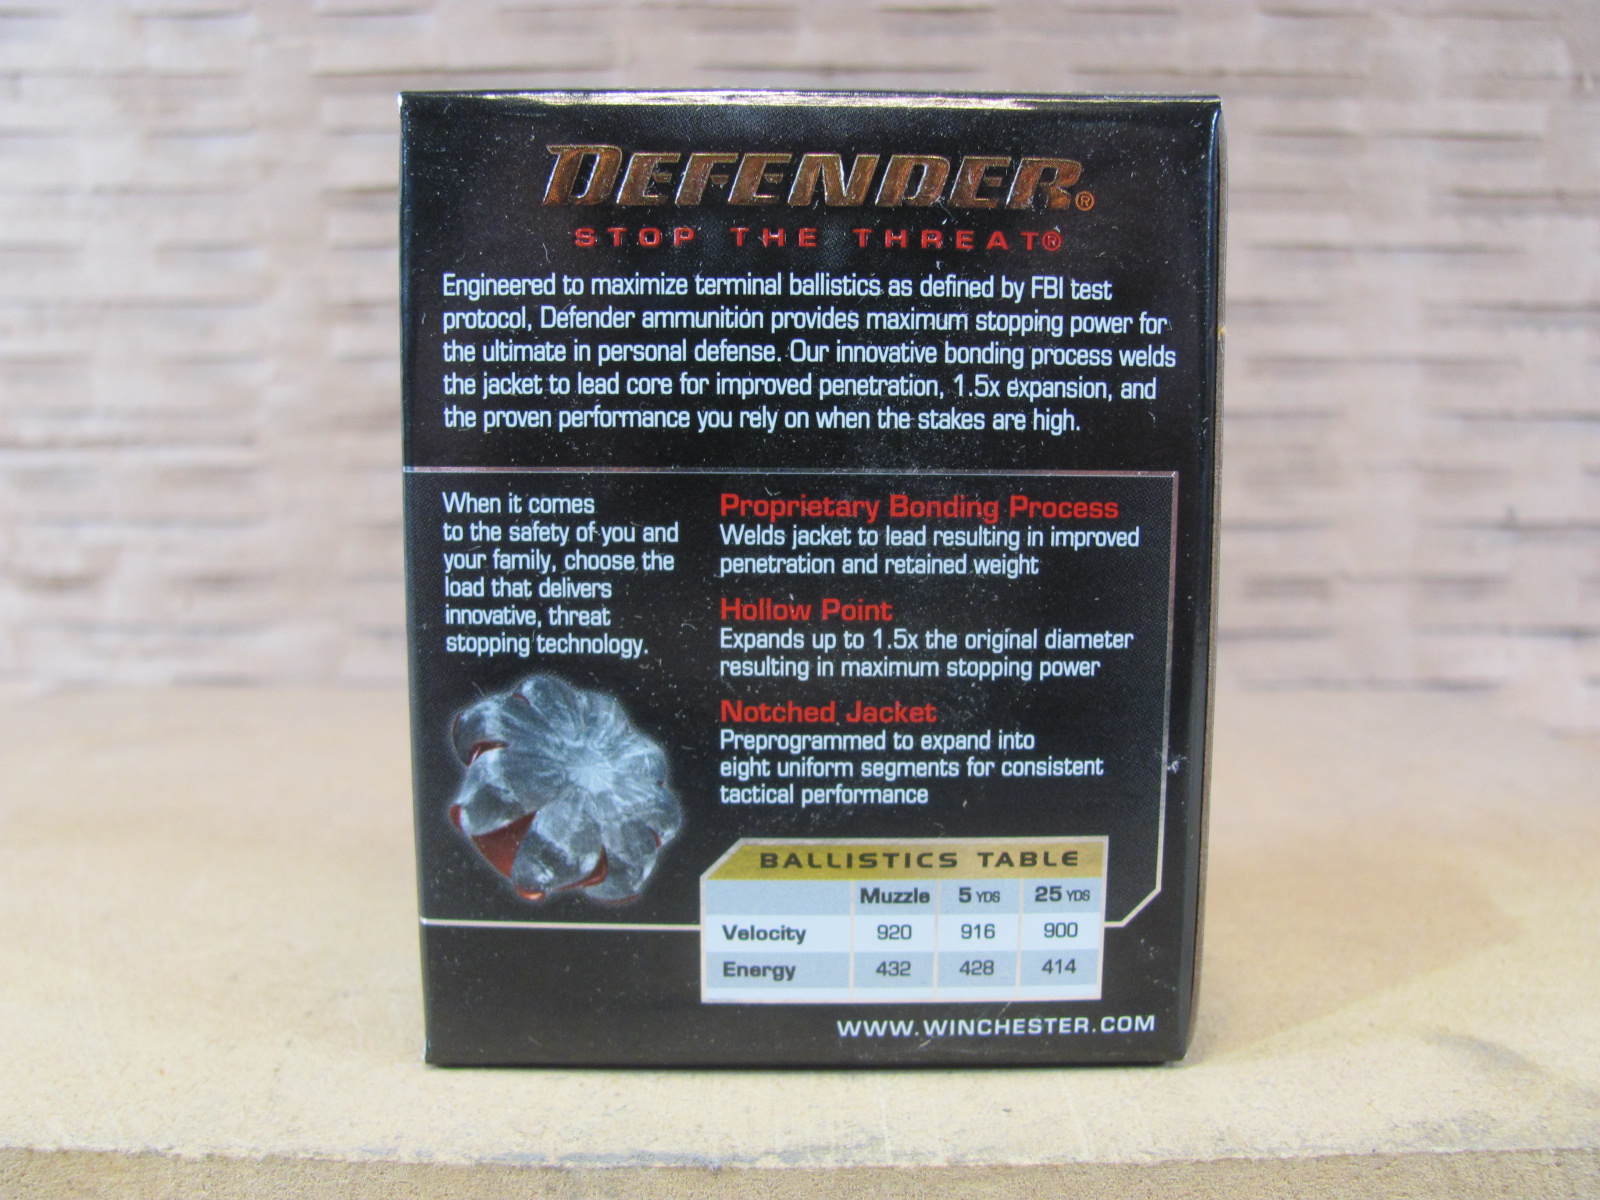 DEFENDER®
STOP THE THREAT®
Engineered to maximize terminal ballistics as defined by FBI test
protocol, Defender ammunition provides maximum stopping power for
the ultimate in personal defense. Our innovative bonding process welds
the jacket to lead core for improved penetration, 1.5x expansion, and
the proven performance you rely on when the stakes are high.
When it comes
to the safety of you and
your family, choose the
load that delivers
innovative, threat
stopping technology.
Proprietary Bonding Process
Welds jacket to lead resulting in improved
penetration and retained weight
Hollow Point
Expands up to 1.5x the original diameter
resulting in maximum stopping power
Notched Jacket
Preprogrammed to expand into
eight uniform segments for consistent
tactical performance
BALLISTICS TABLE
Muzzle 5 YDS 25 YDS
Velocity 920 916 900
Energy 432 428 414
WWW.WINCHESTER.COM